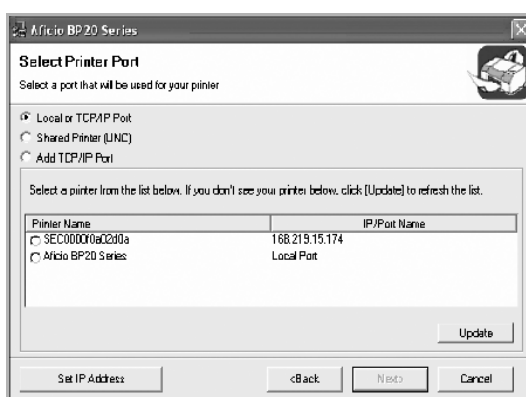 Aficio BP20 Series
Select Printer Port
Select a port that will be used for your printer
Local or TCP/IP Port
Shared Printer (UNC)
Add TCP/IP Port
Select a printer from the list below. If you don't see your printer below, click [Update] to refresh the list.
Printer Name IP/Port Name
SEC0000f0a02d0a 168.219.15.174
Aficio BP20 Series Local Port
Update
Set IP Address <Back Next> Cancel